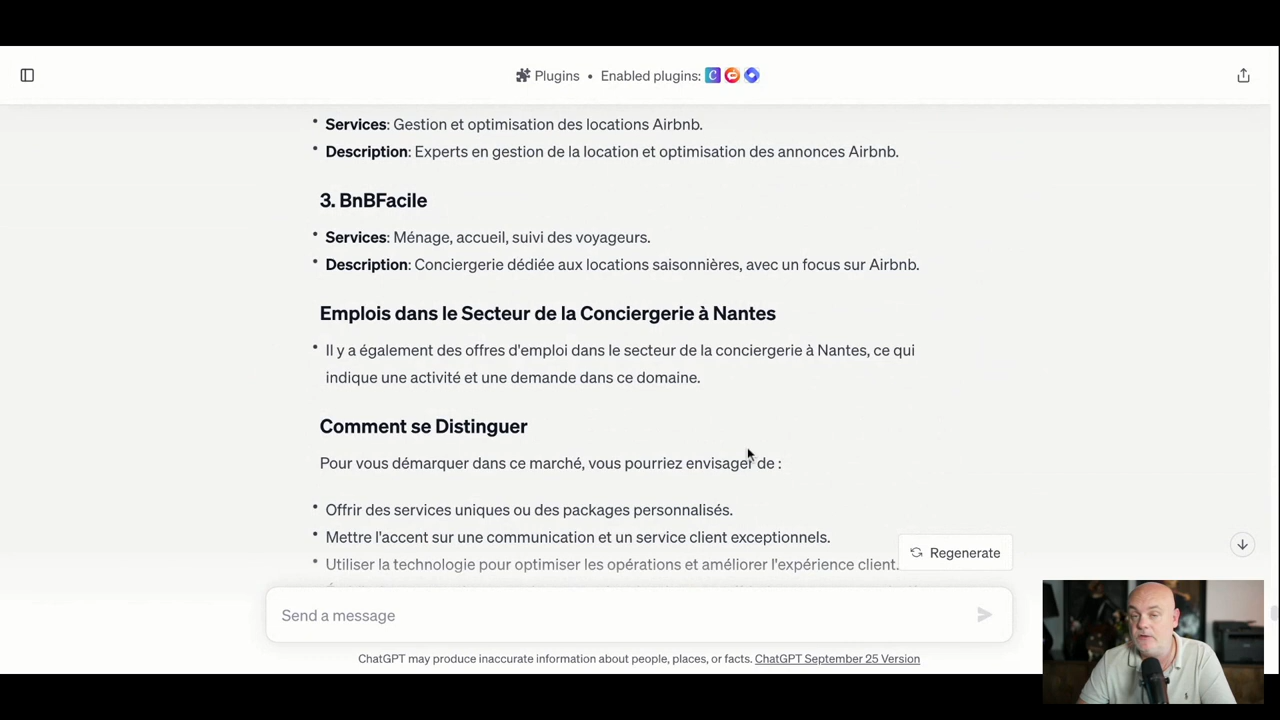 Plugins • Enabled plugins: C
• Services: Gestion et optimisation des locations Airbnb.
• Description: Experts en gestion de la location et optimisation des annonces Airbnb.
3. BnBFacile
• Services: Ménage, accueil, suivi des voyageurs.
• Description: Conciergerie dédiée aux locations saisonnières, avec un focus sur Airbnb.
Emplois dans le Secteur de la Conciergerie à Nantes
• Il y a également des offres d'emploi dans le secteur de la conciergerie à Nantes, ce qui
indique une activité et une demande dans ce domaine.
Comment se Distinguer
Pour vous démarquer dans ce marché, vous pourriez envisager de :
• Offrir des services uniques ou des packages personnalisés.
• Mettre l'accent sur une communication et un service client exceptionnels.
• Utiliser la technologie pour optimiser les opérations et améliorer l'expérience client.
Regenerate
Send a message
ChatGPT may produce inaccurate information about people, places, or facts. ChatGPT September 25 Version